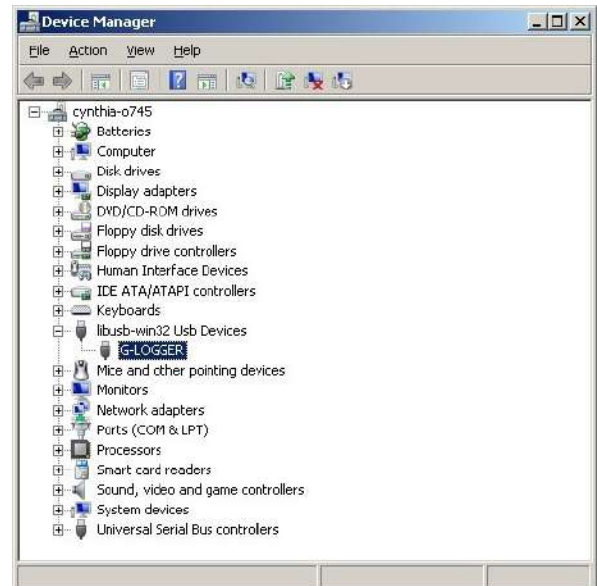 Device Manager
File Action View Help
cynthia-o745
Batteries
Computer
Disk drives
Display adapters
DVD/CD-ROM drives
Floppy disk drives
Floppy drive controllers
Human Interface Devices
IDE ATA/ATAPI controllers
Keyboards
libusb-win32 Usb Devices
G-LOGGER
Mice and other pointing devices
Monitors
Network adapters
Ports (COM & LPT)
Processors
Smart card readers
Sound, video and game controllers
System devices
Universal Serial Bus controllers